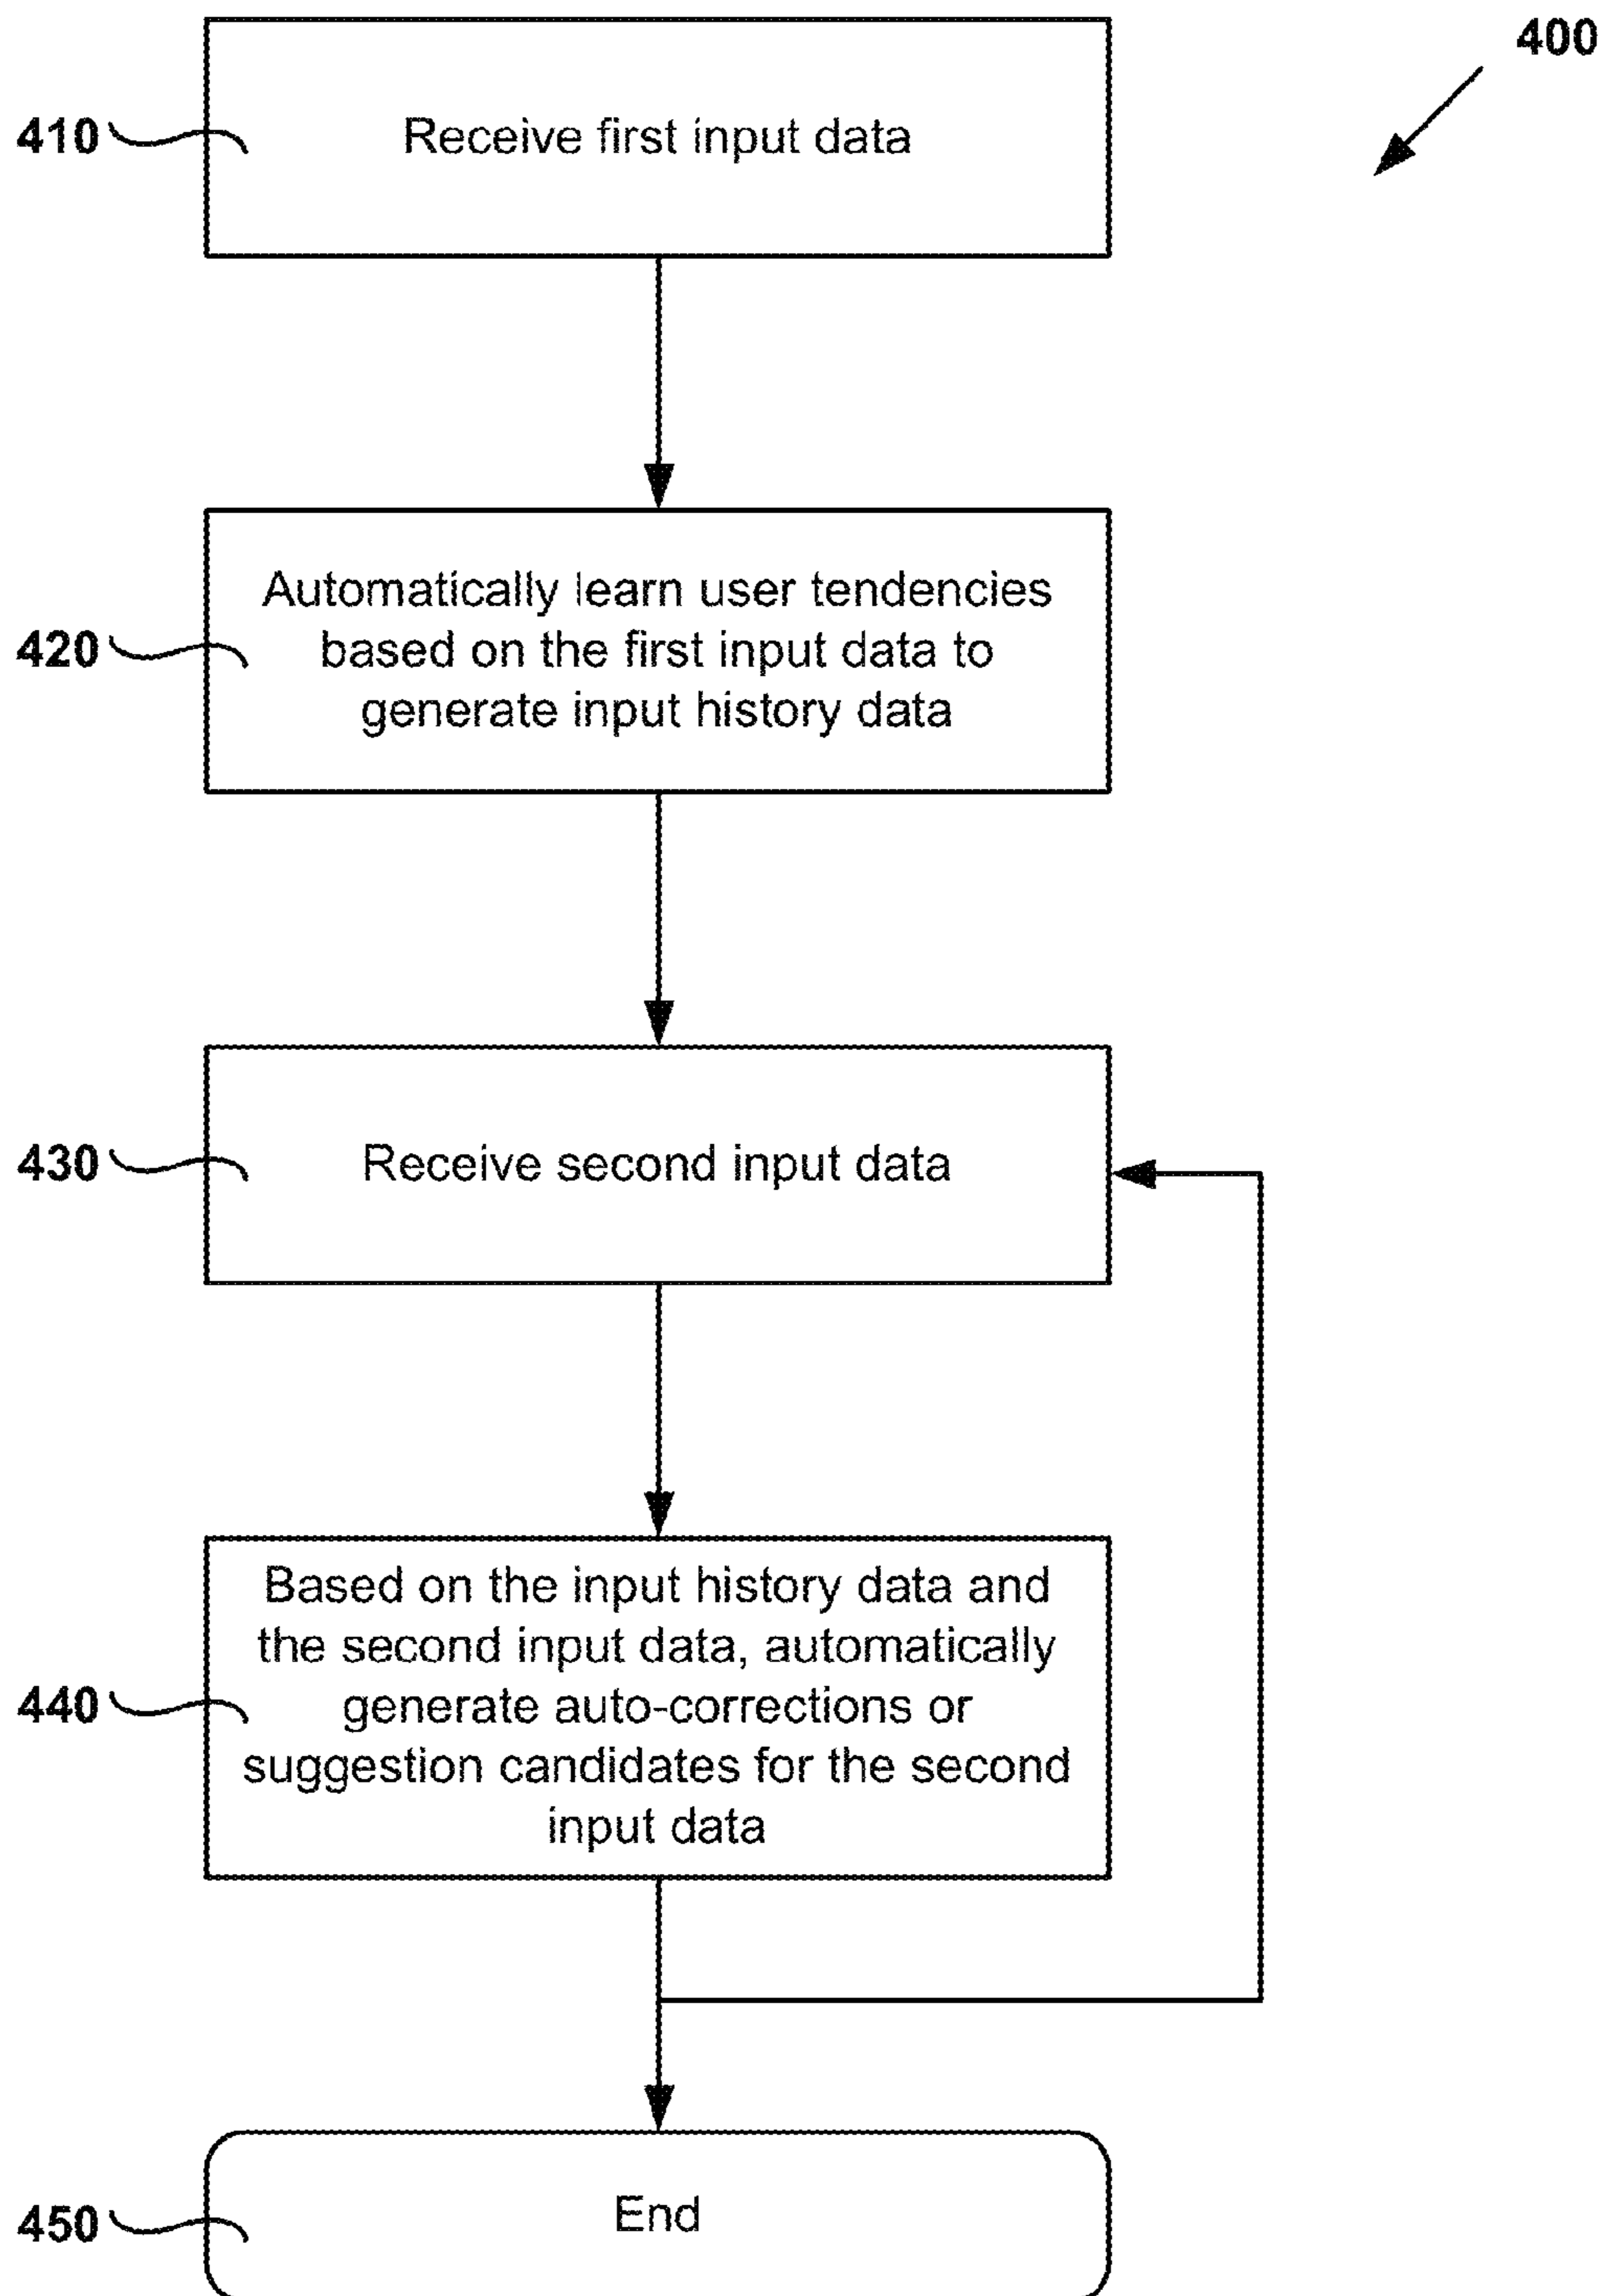 400
410
Receive first input data
Automatically learn user tendencies
420
based on the first input data to
generate input history data
430
Receive second input data
Based on the input history data and
the second input data, automatically
440
generate auto-corrections or
suggestion candidates for the second
input data
450
End